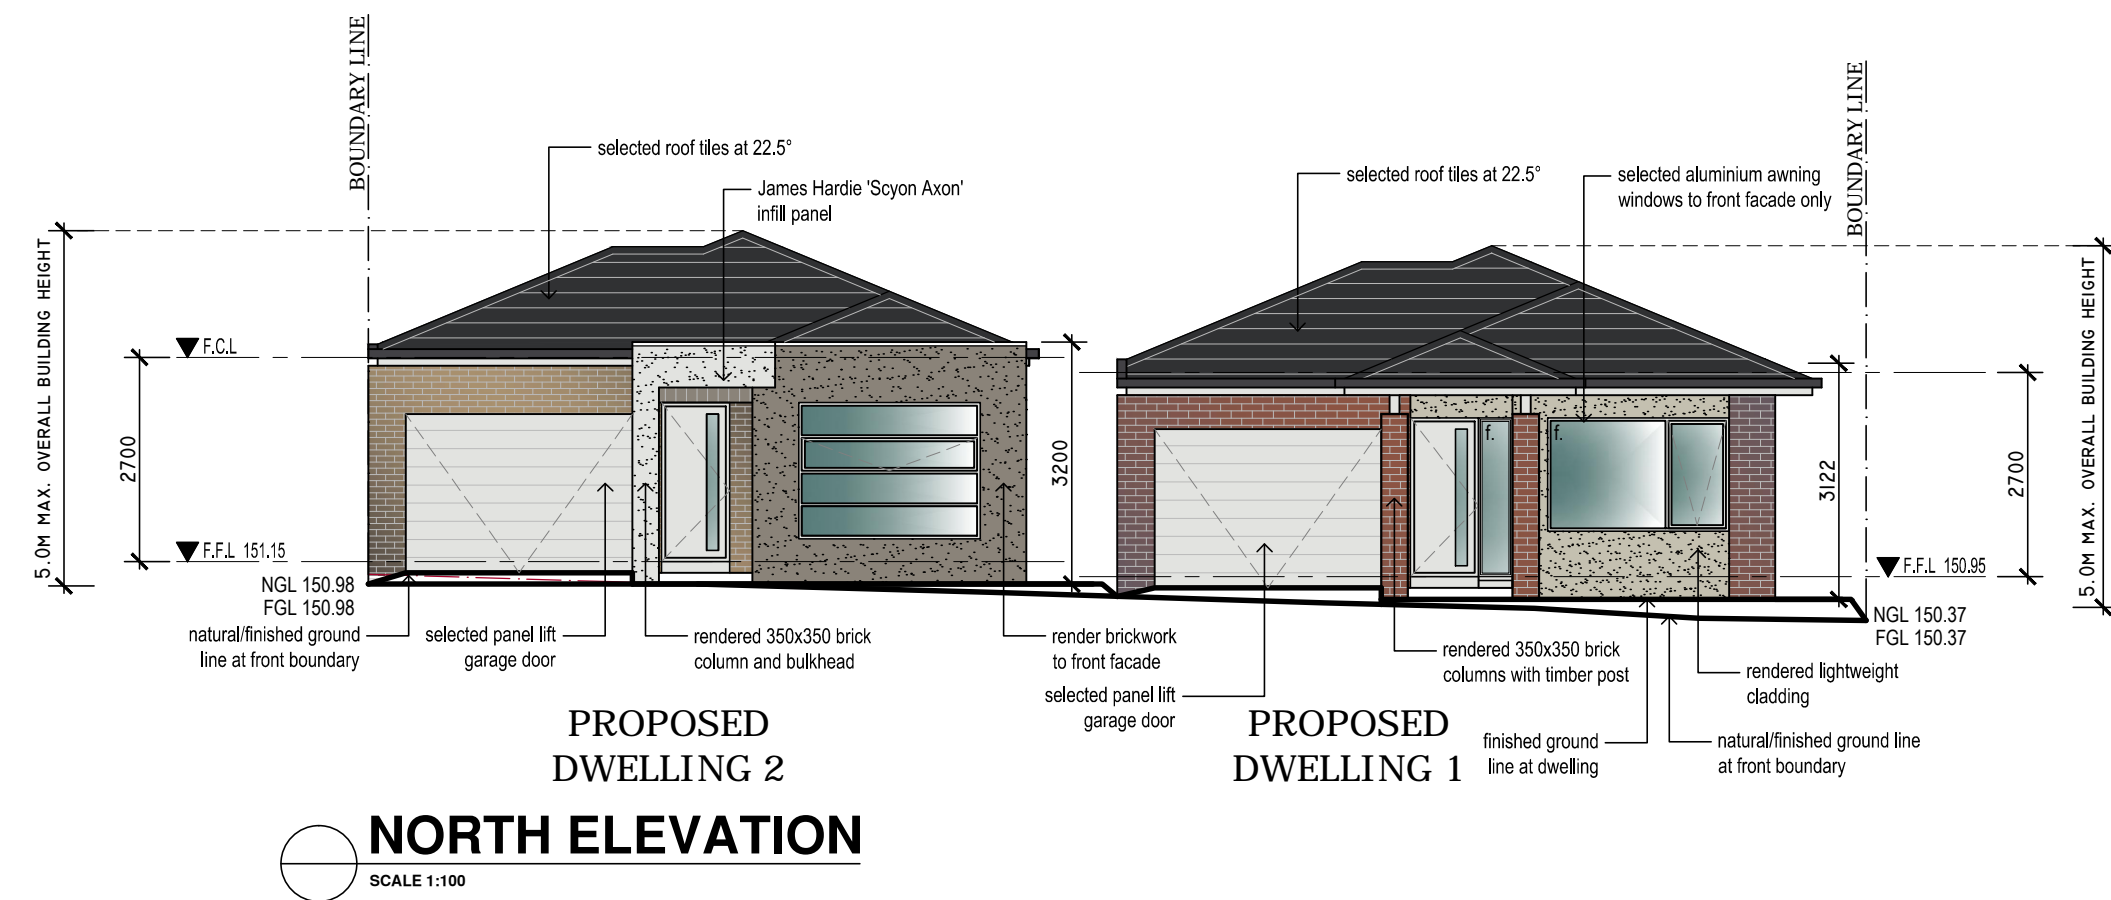 BOUNDARY LINE
BOUNDARY LINE
selected roof tiles at 22.5°
James Hardie 'Scyon Axon'
infill panel
selected roof tiles at 22.5°
selected aluminium awning
windows to front facade only
5.0M MAX. OVERALL BUILDING HEIGHT
5.0M MAX. OVERALL BUILDING HEIGHT
F.C.L
2700
3200
3122
2700
f.
f.
F.F.L 151.15
F.F.L 150.95
NGL 150.98
FGL 150.98
NGL 150.37
FGL 150.37
natural/finished ground
line at front boundary
selected panel lift
garage door
rendered 350x350 brick
column and bulkhead
render brickwork
to front facade
selected panel lift
garage door
rendered 350x350 brick
columns with timber post
rendered lightweight
cladding
finished ground
line at dwelling
natural/finished ground line
at front boundary
PROPOSED
DWELLING 2
PROPOSED
DWELLING 1
NORTH ELEVATION
SCALE 1:100